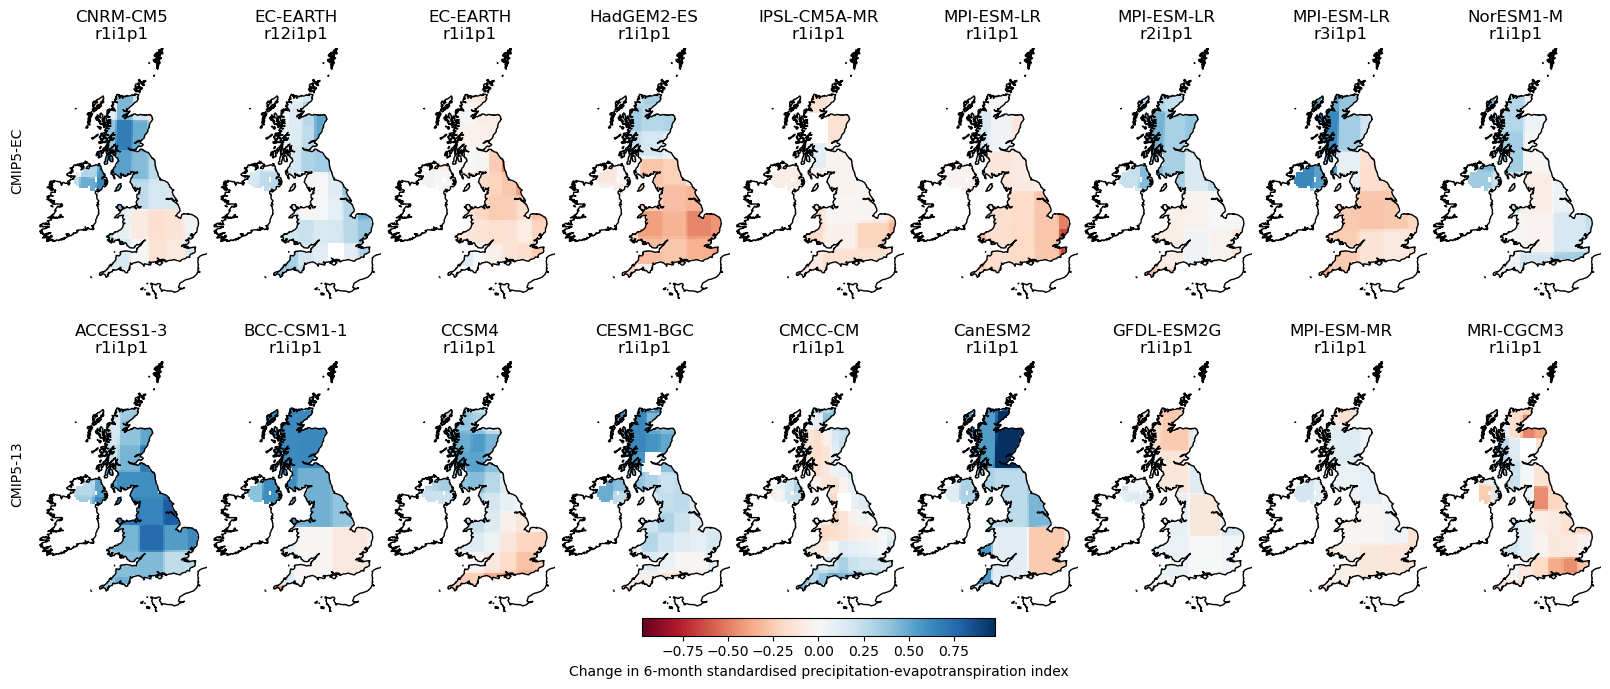 CNRM-CM5
r1i1p1
EC-EARTH
r12i1p1
EC-EARTH
r1i1p1
HadGEM2-ES
r1i1p1
IPSL-CM5A-MR
r1i1p1
MPI-ESM-LR
r1i1p1
MPI-ESM-LR
r2i1p1
MPI-ESM-LR
r3i1p1
NorESM1-M
r1i1p1
CMIP5-EC
ACCESS1-3
r1i1p1
BCC-CSM1-1
r1i1p1
CCSM4
r1i1p1
CESM1-BGC
r1i1p1
CMCC-CM
r1i1p1
CanESM2
r1i1p1
GFDL-ESM2G
r1i1p1
MPI-ESM-MR
r1i1p1
MRI-CGCM3
r1i1p1
CMIP5-13
−0.75 −0.50 −0.25 0.00 0.25 0.50 0.75
Change in 6-month standardised precipitation-evapotranspiration index